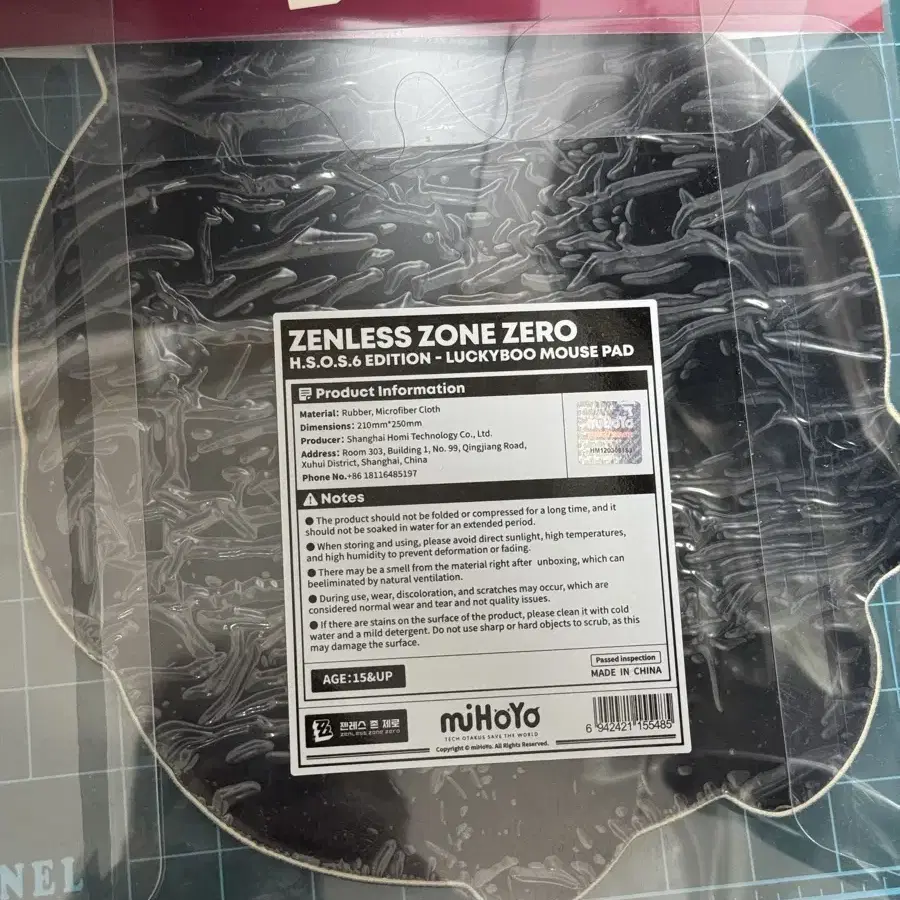 ZENLESS ZONE ZERO
H.S.O.S.6 EDITION - LUCKYBOO MOUSE PAD
Product Information
Material: Rubber, Microfiber Cloth
Dimensions: 210mm*250mm
Producer: Shanghai Homi Technology Co., Ltd.
Address: Room 303, Building 1, No. 99, Qingjiang Road,
Xuhui District, Shanghai, China
Phone No.+86 18116485197
miHoYo
Notes
● The product should not be folded or compressed for a long time, and it
should not be soaked in water for an extended period.
● When storing and using, please avoid direct sunlight, high temperatures,
and high humidity to prevent deformation or fading.
● There may be a smell from the material right after unboxing, which can
beeliminated by natural ventilation.
● During use, wear, discoloration, and scratches may occur, which are
considered normal wear and tear and not quality issues.
● If there are stains on the surface of the product, please clean it with cold
water and a mild detergent. Do not use sharp or hard objects to scrub, as this
may damage the surface.
AGE:15&UP
Passed inspection
MADE IN CHINA
젠레스 존 제로
zenless zone zero
miHoYo
TECH OTAKUS SAVE THE WORLD
Copyright © miHoYo. All Rights Reserved.
6 942421 155485
NEL